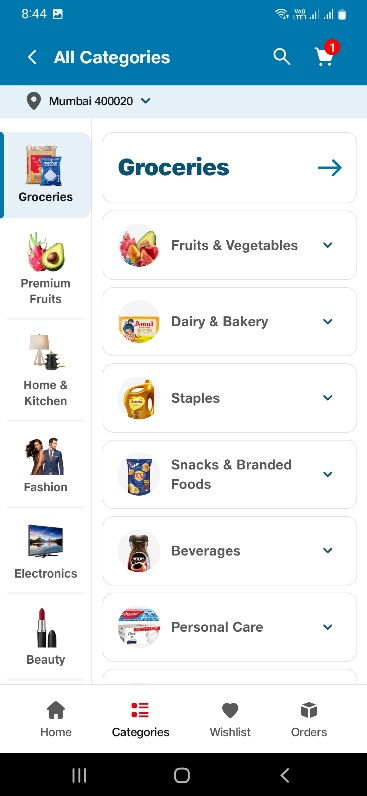 8:44
All Categories
1
Mumbai 400020
Groceries
Premium
Fruits
Home &
Kitchen
Fashion
Electronics
Beauty
Groceries
Fruits & Vegetables
Dairy & Bakery
Amul
Staples
Snacks & Branded
Foods
Beverages
Personal Care
Home
Categories
Wishlist
Orders